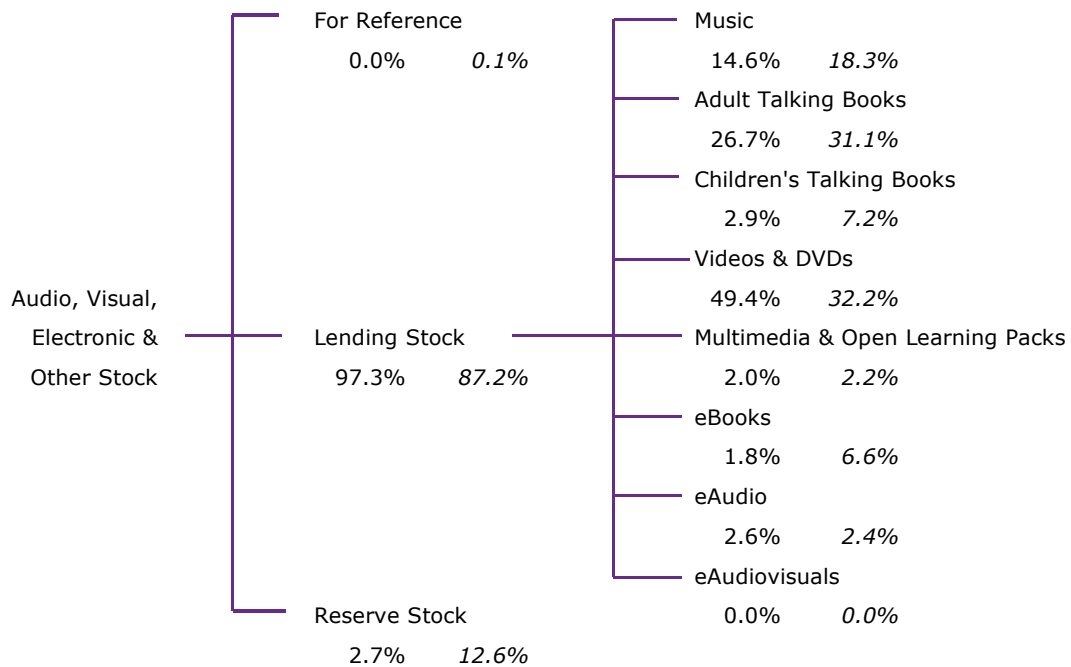 For Reference
0.0% 0.1%
Audio, Visual,
Electronic &
Other Stock
Lending Stock
97.3% 87.2%
Reserve Stock
2.7% 12.6%
Music
14.6% 18.3%
Adult Talking Books
26.7% 31.1%
Children's Talking Books
2.9% 7.2%
Videos & DVDs
49.4% 32.2%
Multimedia & Open Learning Packs
2.0% 2.2%
eBooks
1.8% 6.6%
eAudio
2.6% 2.4%
eAudiovisuals
0.0% 0.0%